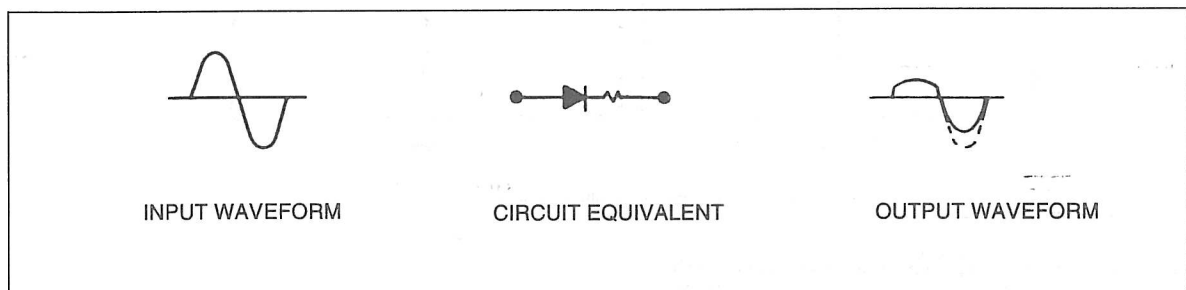 INPUT WAVEFORM
CIRCUIT EQUIVALENT
OUTPUT WAVEFORM